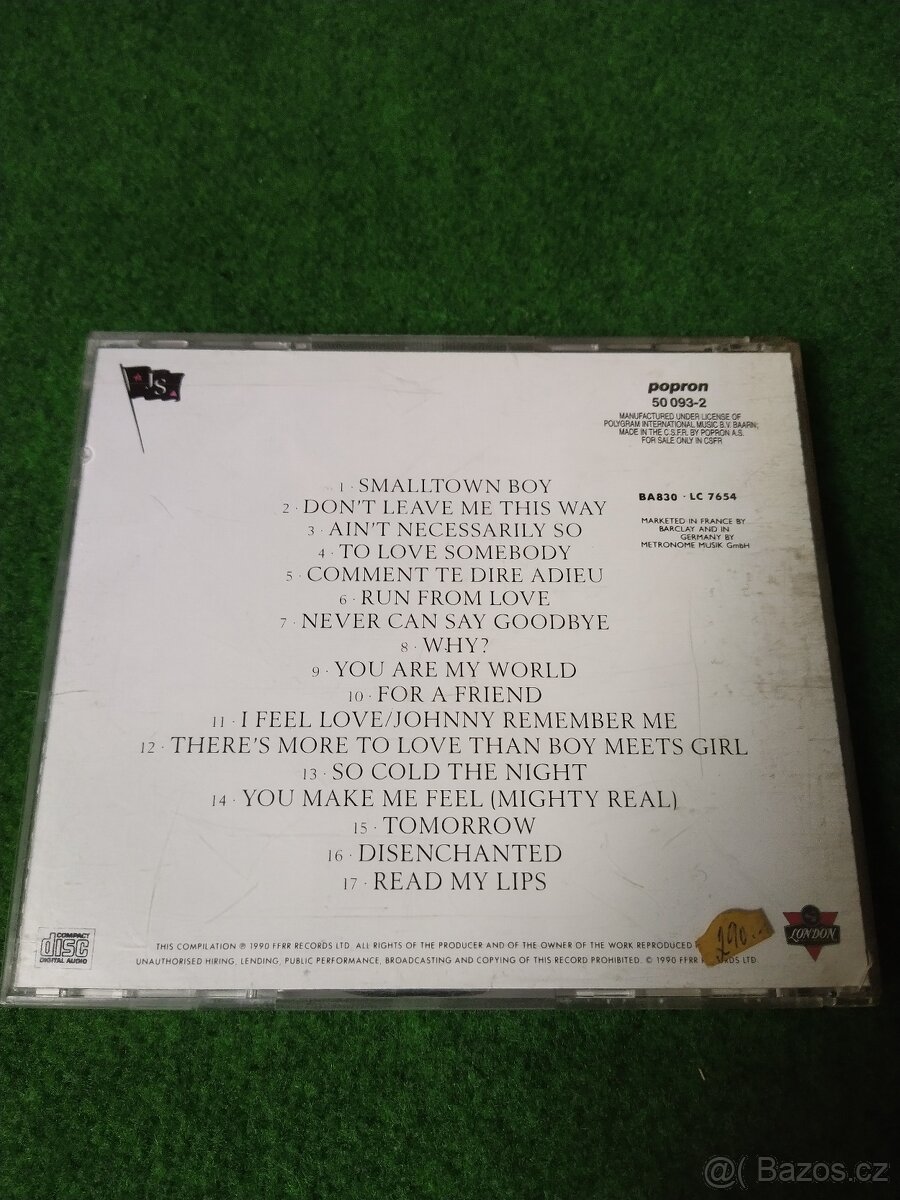 JS
popron
50 093-2
MANUFACTURED UNDER LICENSE OF
POLYGRAM INTERNATIONAL MUSIC B.V. BAARN;
MADE IN THE C.S.F.R. BY POPRON A.S.
FOR SALE ONLY IN CSFR
BA830 · LC 7654
MARKETED IN FRANCE BY
BARCLAY AND IN
GERMANY BY
METRONOME MUSIK GmbH
1 · SMALLTOWN BOY
2 · DON'T LEAVE ME THIS WAY
3 · AIN'T NECESSARILY SO
4 · TO LOVE SOMEBODY
5 · COMMENT TE DIRE ADIEU
6 · RUN FROM LOVE
7 · NEVER CAN SAY GOODBYE
8 · WHY?
9 · YOU ARE MY WORLD
10 · FOR A FRIEND
11 · I FEEL LOVE/JOHNNY REMEMBER ME
12 · THERE'S MORE TO LOVE THAN BOY MEETS GIRL
13 · SO COLD THE NIGHT
14 · YOU MAKE ME FEEL (MIGHTY REAL)
15 · TOMORROW
16 · DISENCHANTED
17 · READ MY LIPS
COMPACT
disc
DIGITAL AUDIO
THIS COMPILATION ℗ 1990 FFRR RECORDS LTD. ALL RIGHTS OF THE PRODUCER AND OF THE OWNER OF THE WORK REPRODUCED
UNAUTHORISED HIRING, LENDING, PUBLIC PERFORMANCE, BROADCASTING AND COPYING OF THIS RECORD PROHIBITED. © 1990 FFRR LTD.
290.-
LONDON
@( Bazos.cz